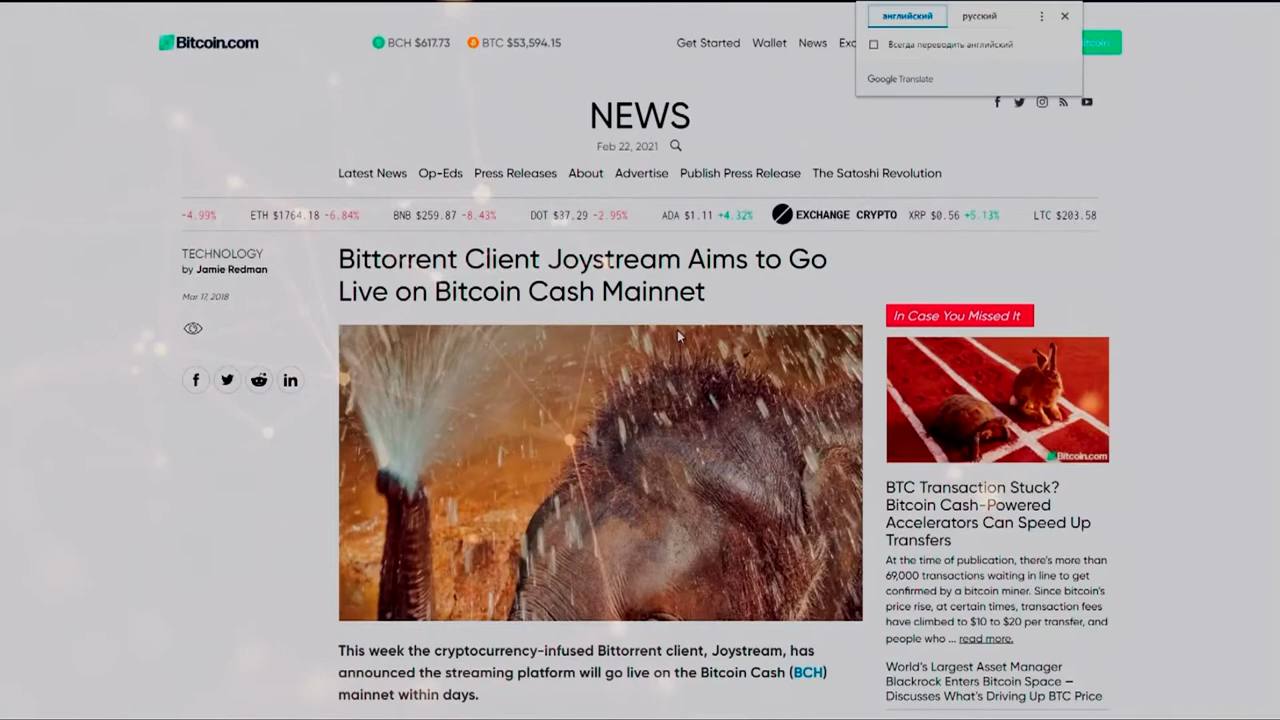 английский русский
Всегда переводить английский
Google Translate
Bitcoin.com
BCH $617.73 BTC $53,594.15
Get Started Wallet News
NEWS
Feb 22, 2021
Latest News Op-Eds Press Releases About Advertise Publish Press Release The Satoshi Revolution
-4.99% ETH $1764.18 -6.84% BNB $259.87 -8.43% DOT $37.29 -2.95% ADA $1.11 +4.32% EXCHANGE CRYPTO XRP $0.56 +5.13% LTC $203.58
TECHNOLOGY
by Jamie Redman
Mar 17, 2018
Bittorrent Client Joystream Aims to Go
Live on Bitcoin Cash Mainnet
This week the cryptocurrency-infused Bittorrent client, Joystream, has
announced the streaming platform will go live on the Bitcoin Cash (BCH)
mainnet within days.
In Case You Missed It
Bitcoin.com
BTC Transaction Stuck?
Bitcoin Cash-Powered
Accelerators Can Speed Up
Transfers
At the time of publication, there's more than
69,000 transactions waiting in line to get
confirmed by a bitcoin miner. Since bitcoin's
price rise, at certain times, transaction fees
have climbed to $10 to $20 per transfer, and
people who ... read more.
World's Largest Asset Manager
Blackrock Enters Bitcoin Space –
Discusses What's Driving Up BTC Price